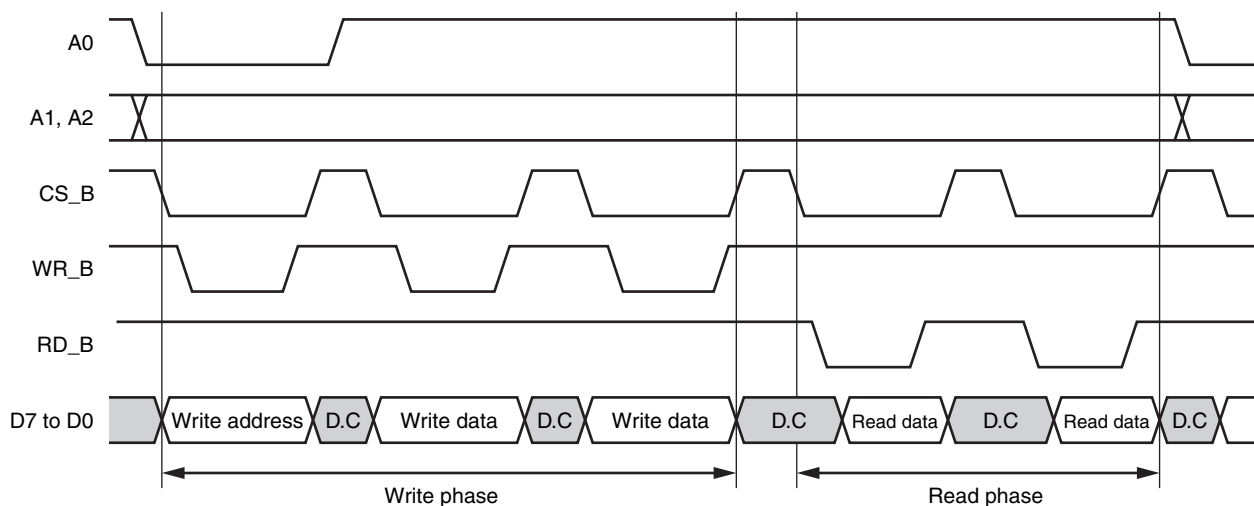 A0
A1, A2
CS_B
WR_B
RD_B
D7 to D0 Write address D.C Write data D.C Write data D.C Read data D.C Read data D.C
Write phase Read phase